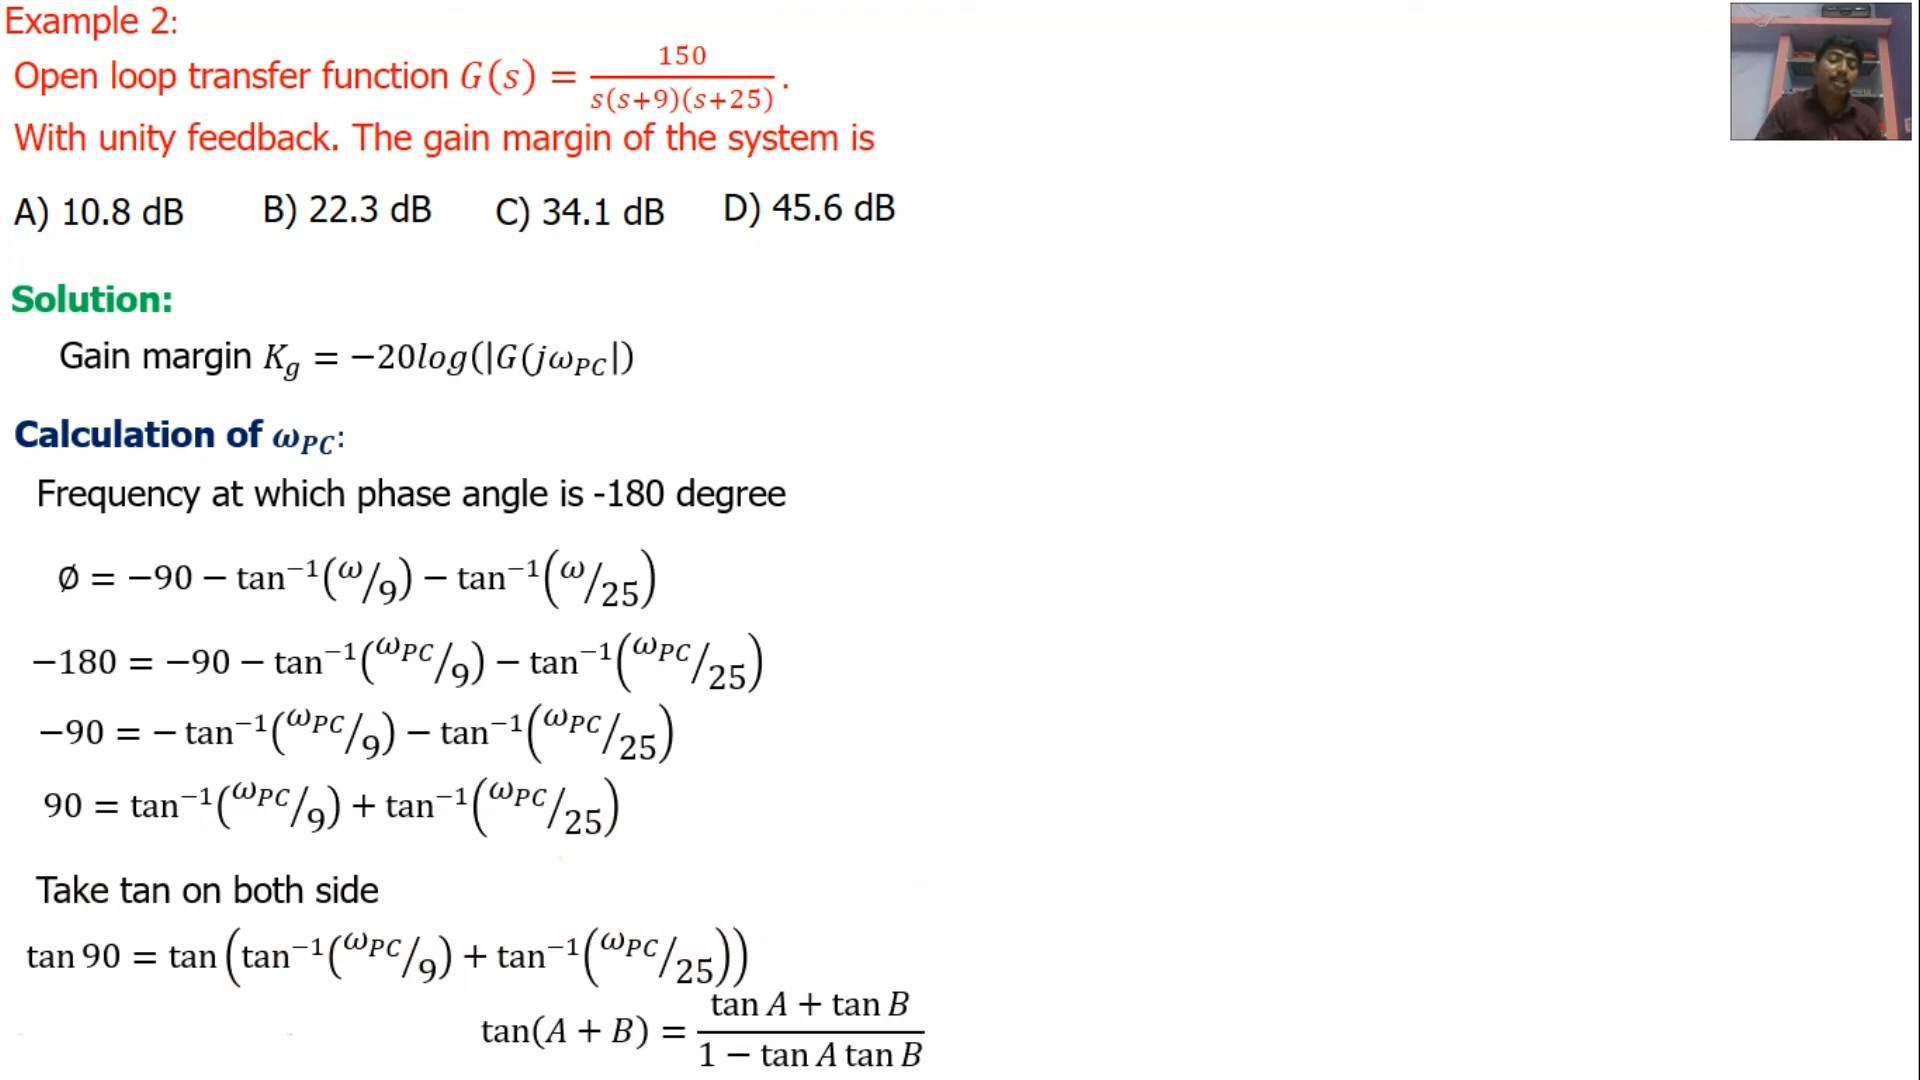 Example 2:
Open loop transfer function G(s) = 150 / s(s+9)(s+25) .
With unity feedback. The gain margin of the system is
A) 10.8 dB B) 22.3 dB C) 34.1 dB D) 45.6 dB
Solution:
Gain margin K_g = −20log(|G(jω_PC|)
Calculation of ω_PC:
Frequency at which phase angle is -180 degree
∅ = −90 − tan⁻¹(ω/9) − tan⁻¹(ω/25)
−180 = −90 − tan⁻¹(ω_PC/9) − tan⁻¹(ω_PC/25)
−90 = − tan⁻¹(ω_PC/9) − tan⁻¹(ω_PC/25)
90 = tan⁻¹(ω_PC/9) + tan⁻¹(ω_PC/25)
Take tan on both side
tan 90 = tan (tan⁻¹(ω_PC/9) + tan⁻¹(ω_PC/25))
tan(A + B) = tan A + tan B / 1 − tan A tan B